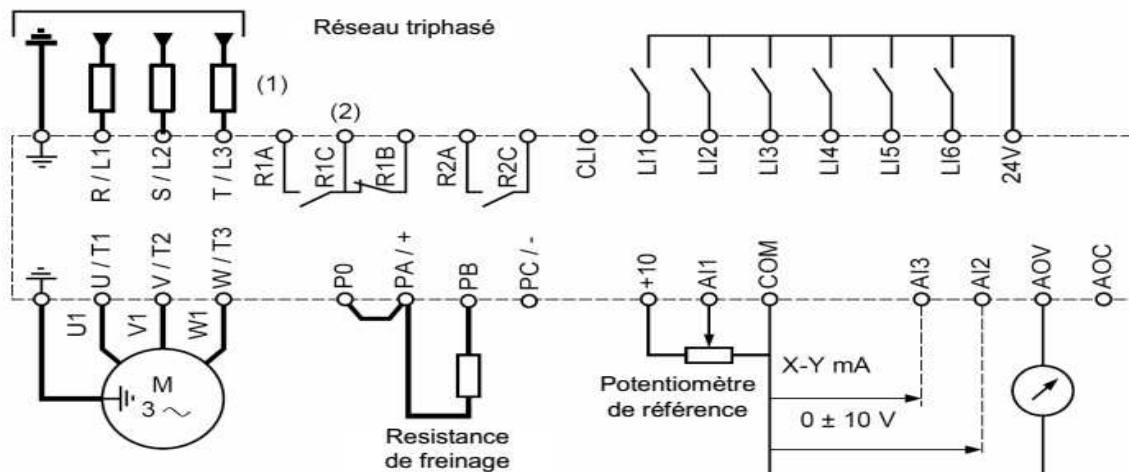 Réseau triphasé
(1)
(2)
R / L1
S / L2
T / L3
R1A
R1C
R1B
R2A
R2C
CLI
LI1
LI2
LI3
LI4
LI5
LI6
24V
U / T1
V / T2
W / T3
P0
PA / +
PB
PC / -
+10
AI1
COM
AI3
AI2
AOV
AOC
U1
V1
W1
M
3 ~
X-Y mA
Potentiomètre
de référence
0 ± 10 V
Resistance
de freinage